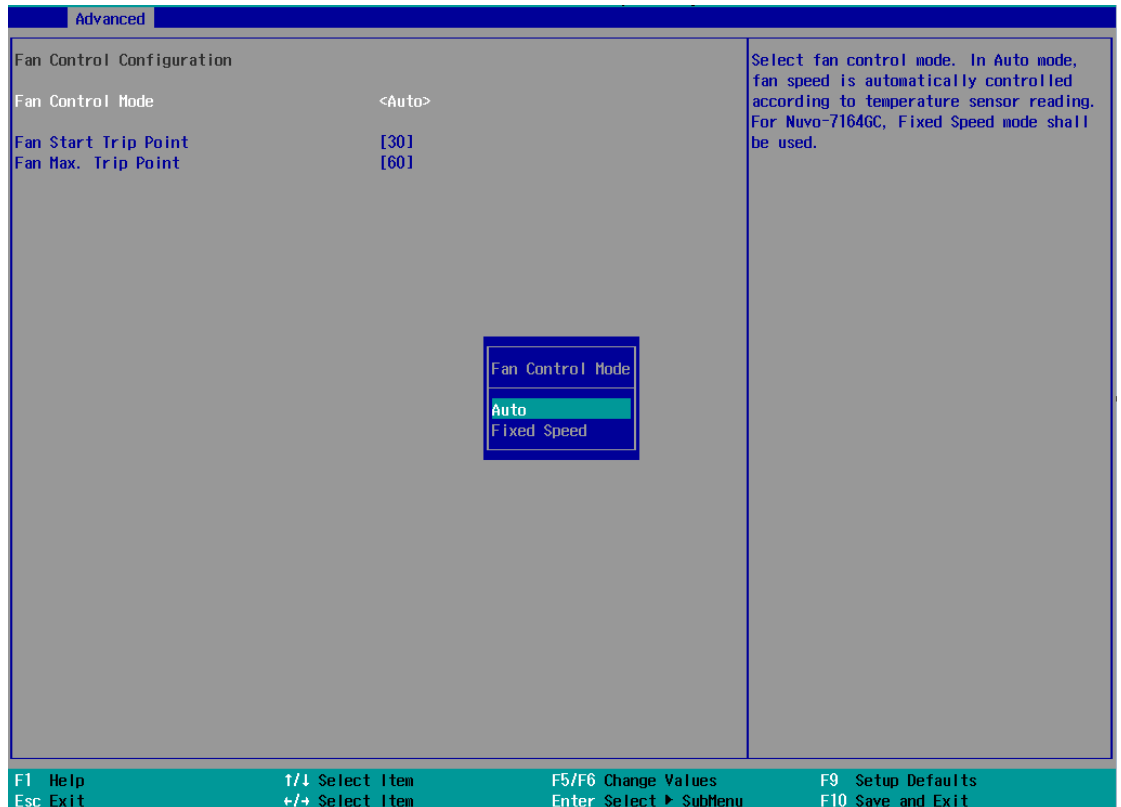 Advanced
Fan Control Configuration
Fan Control Mode <Auto>
Fan Start Trip Point [30]
Fan Max. Trip Point [60]
Select fan control mode. In Auto mode,
fan speed is automatically controlled
according to temperature sensor reading.
For Nuvo-7164GC, Fixed Speed mode shall
be used.
Fan Control Mode
Auto
Fixed Speed
F1 Help ↑/↓ Select Item F5/F6 Change Values F9 Setup Defaults
Esc Exit ←/→ Select Item Enter Select ▶ SubMenu F10 Save and Exit